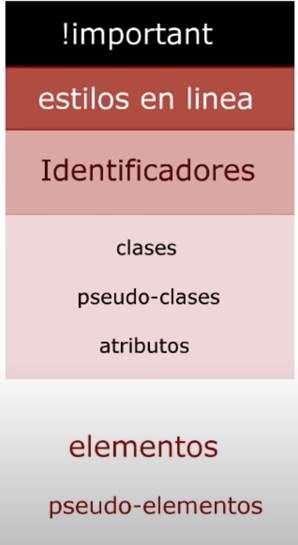 !important
estilos en linea
Identificadores
clases
pseudo-clases
atributos
elementos
pseudo-elementos